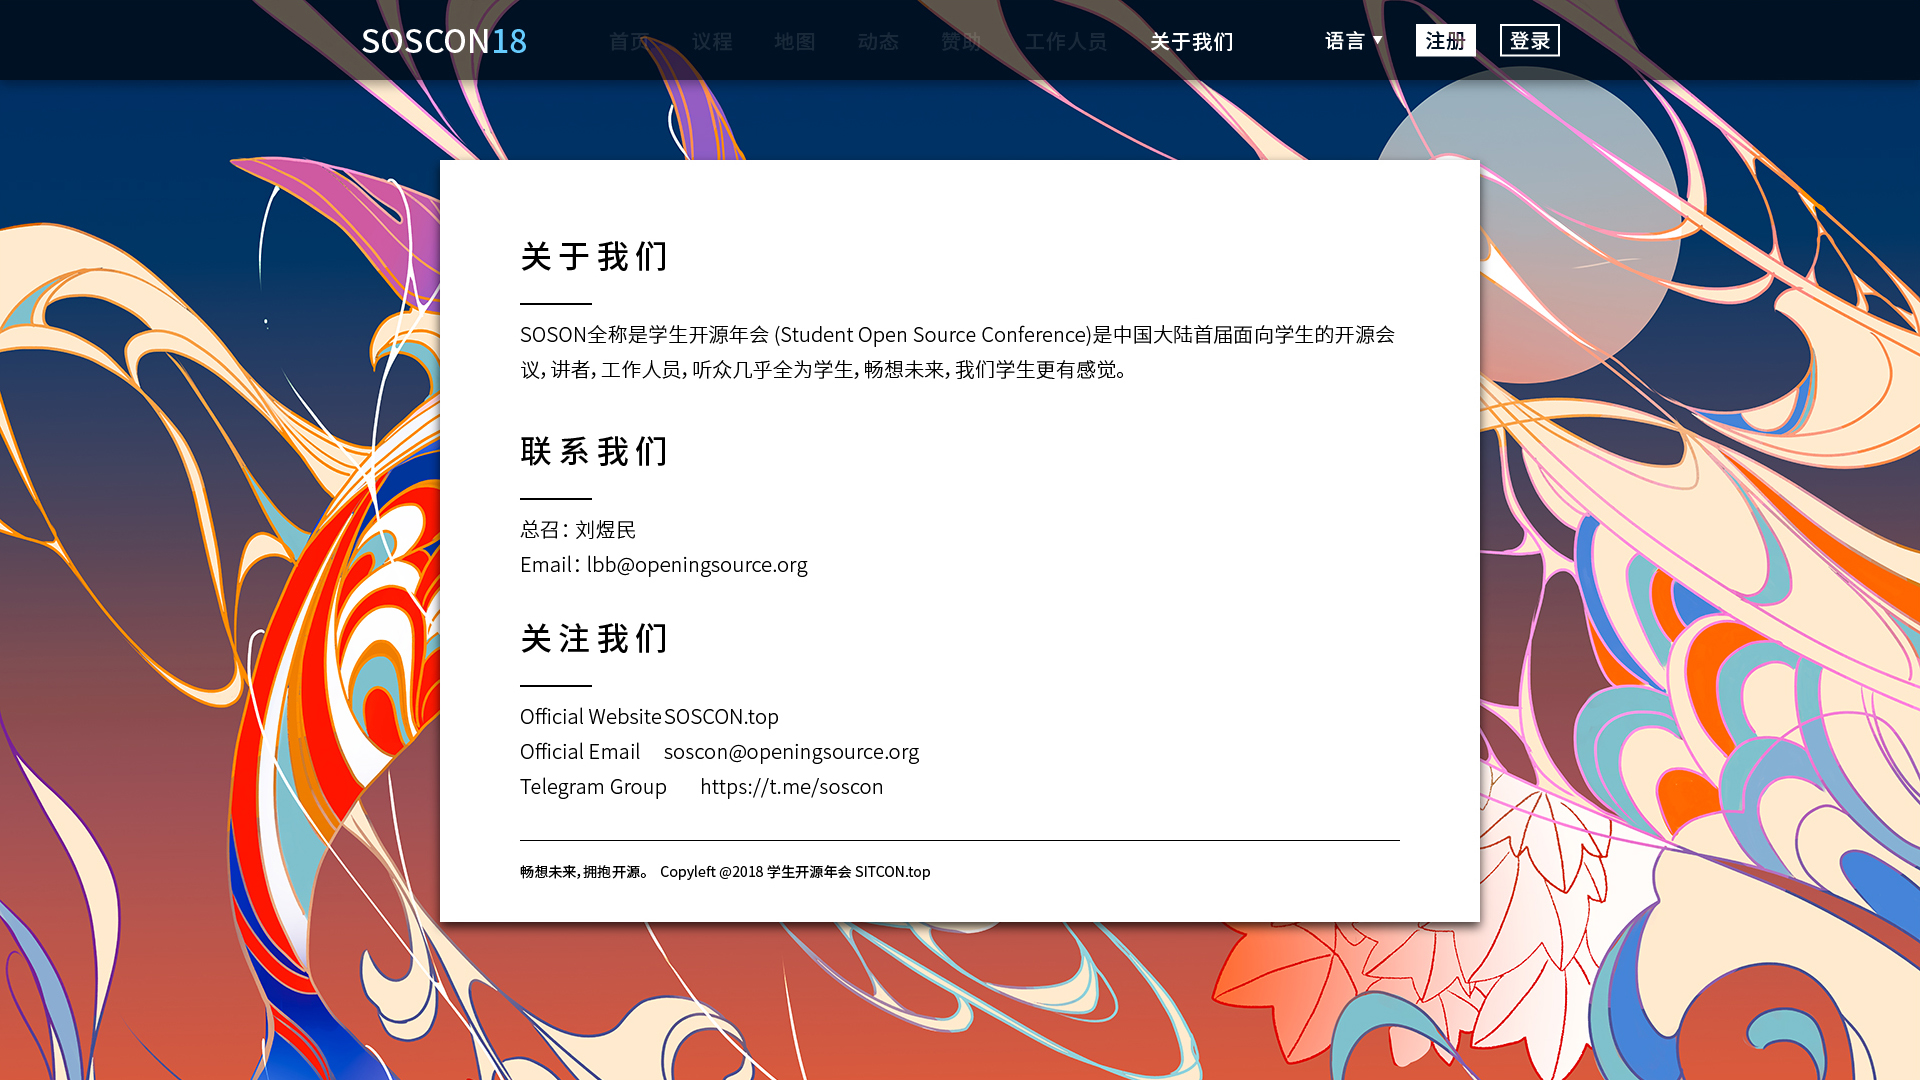 SOSCON18 首页 议程 地图 动态 赞助 工作人员 关于我们 语言 ▼ 注册 登录
关于我们
SOSON全称是学生开源年会 (Student Open Source Conference)是中国大陆首届面向学生的开源会
议，讲者，工作人员，听众几乎全为学生，畅想未来，我们学生更有感觉。
联系我们
总召：刘煜民
Email：lbb@openingsource.org
关注我们
Official Website SOSCON.top
Official Email soscon@openingsource.org
Telegram Group https://t.me/soscon
畅想未来，拥抱开源。 Copyleft @2018 学生开源年会 SITCON.top